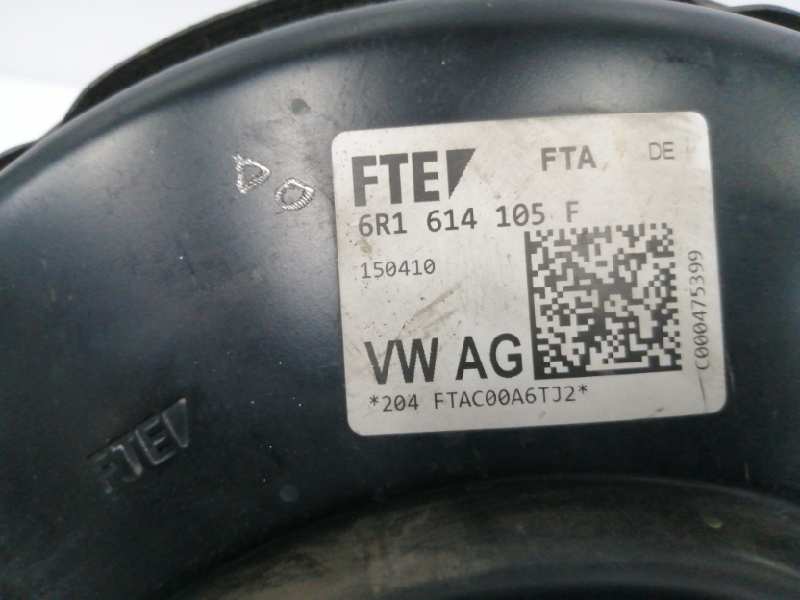 FTE FTA DE
6R1 614 105 F
150410
C000475399
VW AG
*204 FTAC00A6TJ2*
FTE